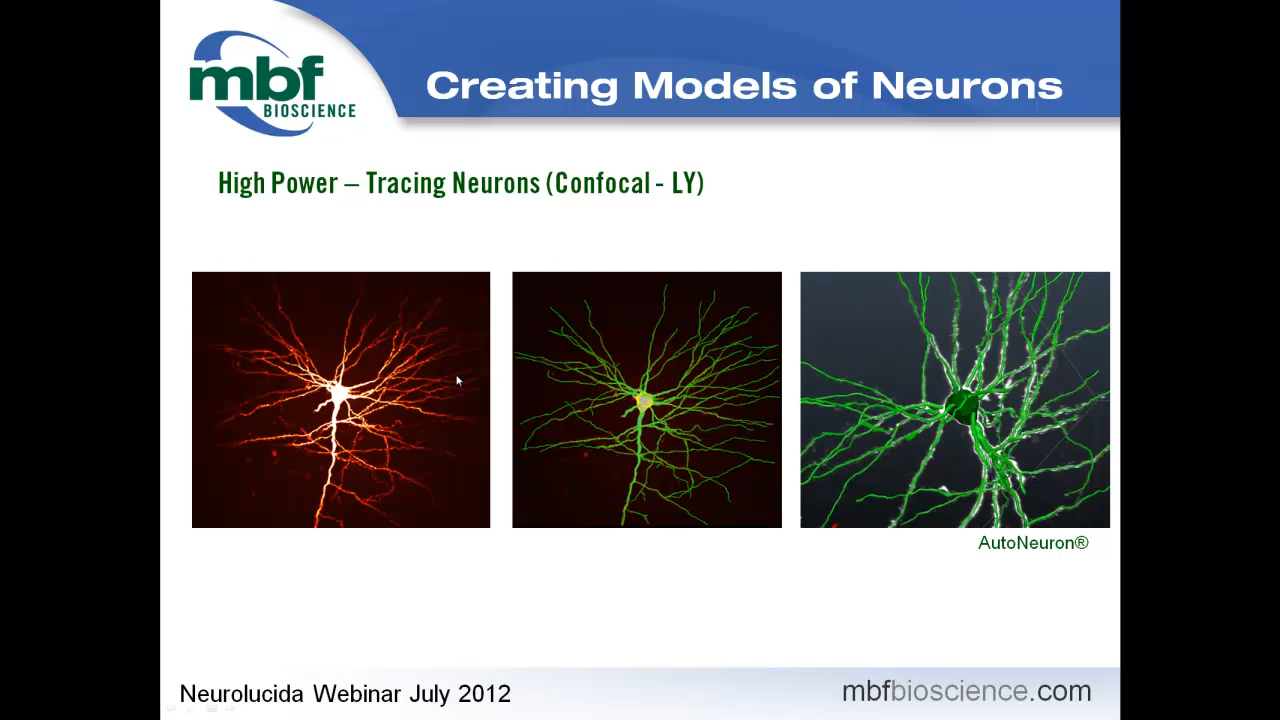 mbf
BIOSCIENCE
Creating Models of Neurons
High Power – Tracing Neurons (Confocal - LY)
AutoNeuron®
Neurolucida Webinar July 2012
mbfbioscience.com